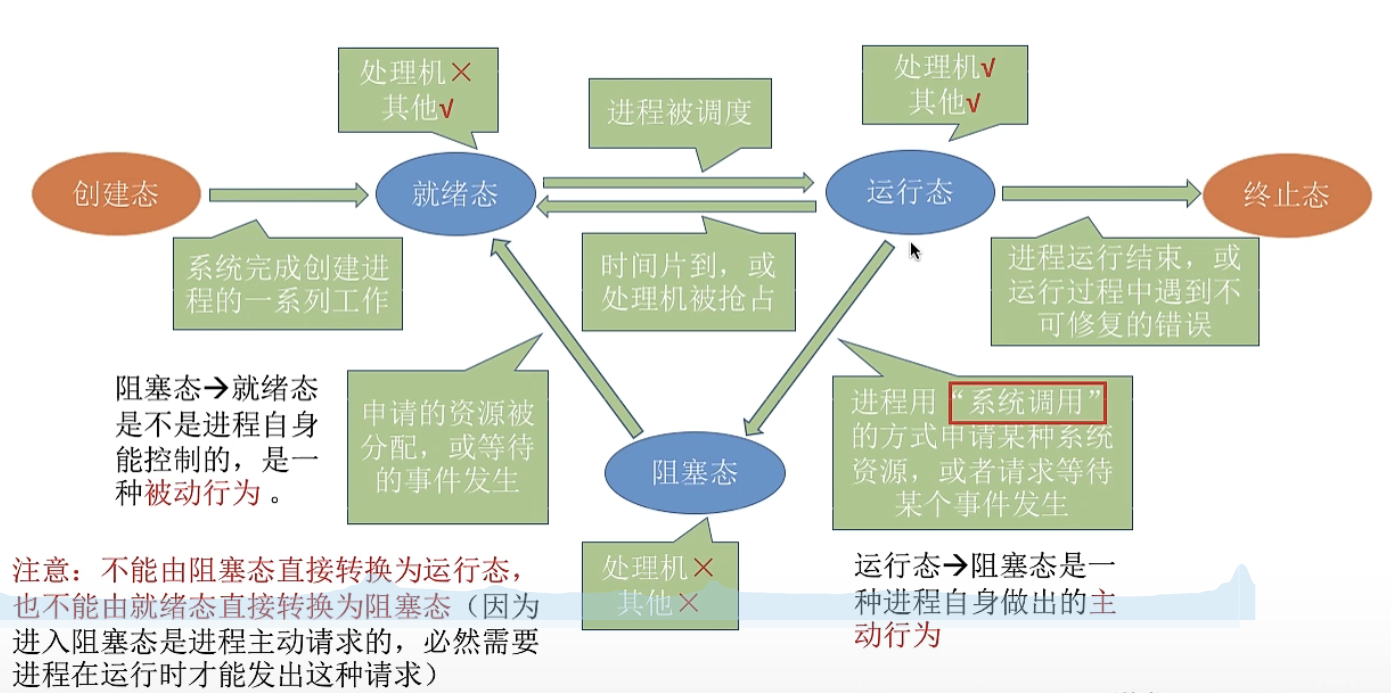 处理机×
其他√
进程被调度
处理机√
其他√
创建态
就绪态
运行态
终止态
系统完成创建进
程的一系列工作
时间片到，或
处理机被抢占
进程运行结束，或
运行过程中遇到不
可修复的错误
阻塞态→就绪态
是不是进程自身
能控制的，是一
种被动行为。
申请的资源被
分配，或等待
的事件发生
进程用“系统调用”
的方式申请某种系统
资源，或者请求等待
某个事件发生
阻塞态
处理机×
其他×
注意：不能由阻塞态直接转换为运行态，
也不能由就绪态直接转换为阻塞态（因为
进入阻塞态是进程主动请求的，必然需要
进程在运行时才能发出这种请求）
运行态→阻塞态是一
种进程自身做出的主
动行为